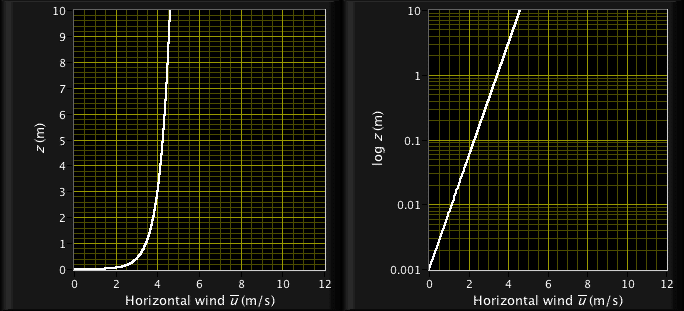 10
9
8
7
6
5
4
3
2
1
0
z (m)
0 2 4 6 8 10 12
Horizontal wind u̅ (m/s)
10
1
0.1
0.01
0.001
log z (m)
0 2 4 6 8 10 12
Horizontal wind u̅ (m/s)